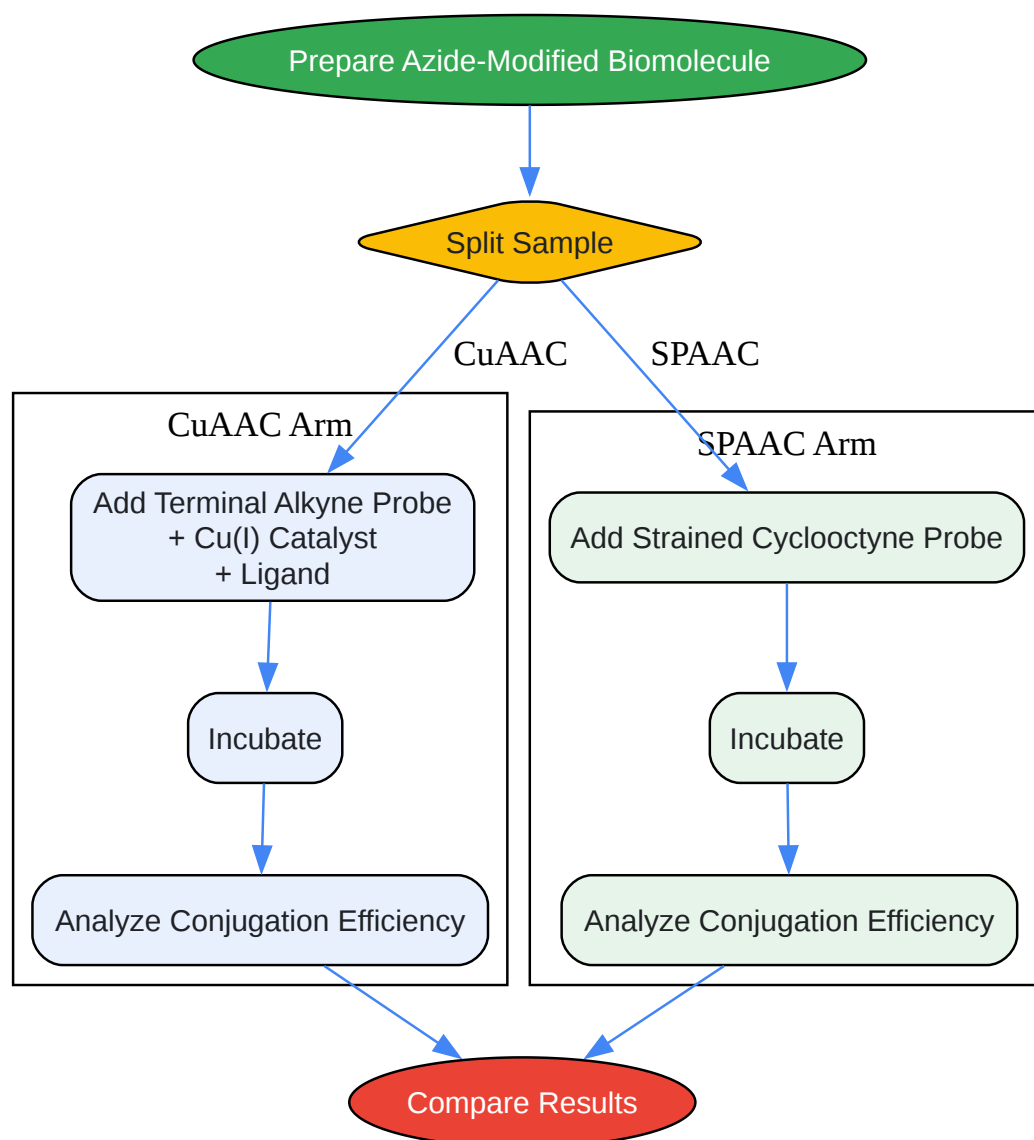 Prepare Azide-Modified Biomolecule
Split Sample
CuAAC
SPAAC
CuAAC Arm
Add Terminal Alkyne Probe
+ Cu(I) Catalyst
+ Ligand
Incubate
Analyze Conjugation Efficiency
SPAAC Arm
Add Strained Cyclooctyne Probe
Incubate
Analyze Conjugation Efficiency
Compare Results